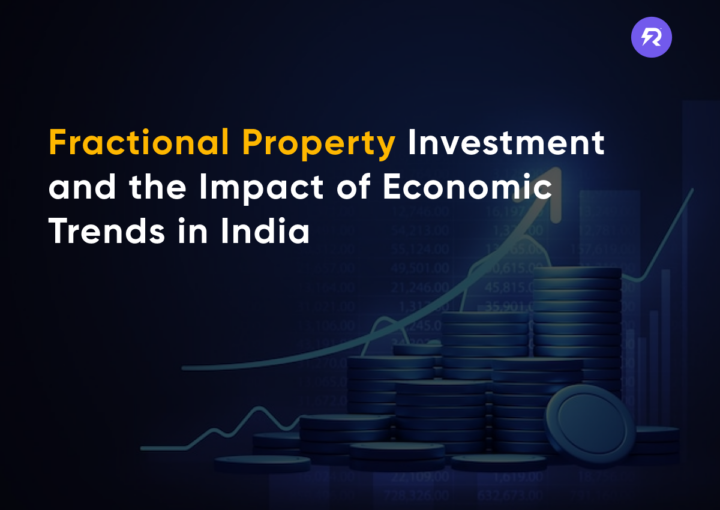 Fractional Property Investment
and the Impact of Economic
Trends in India